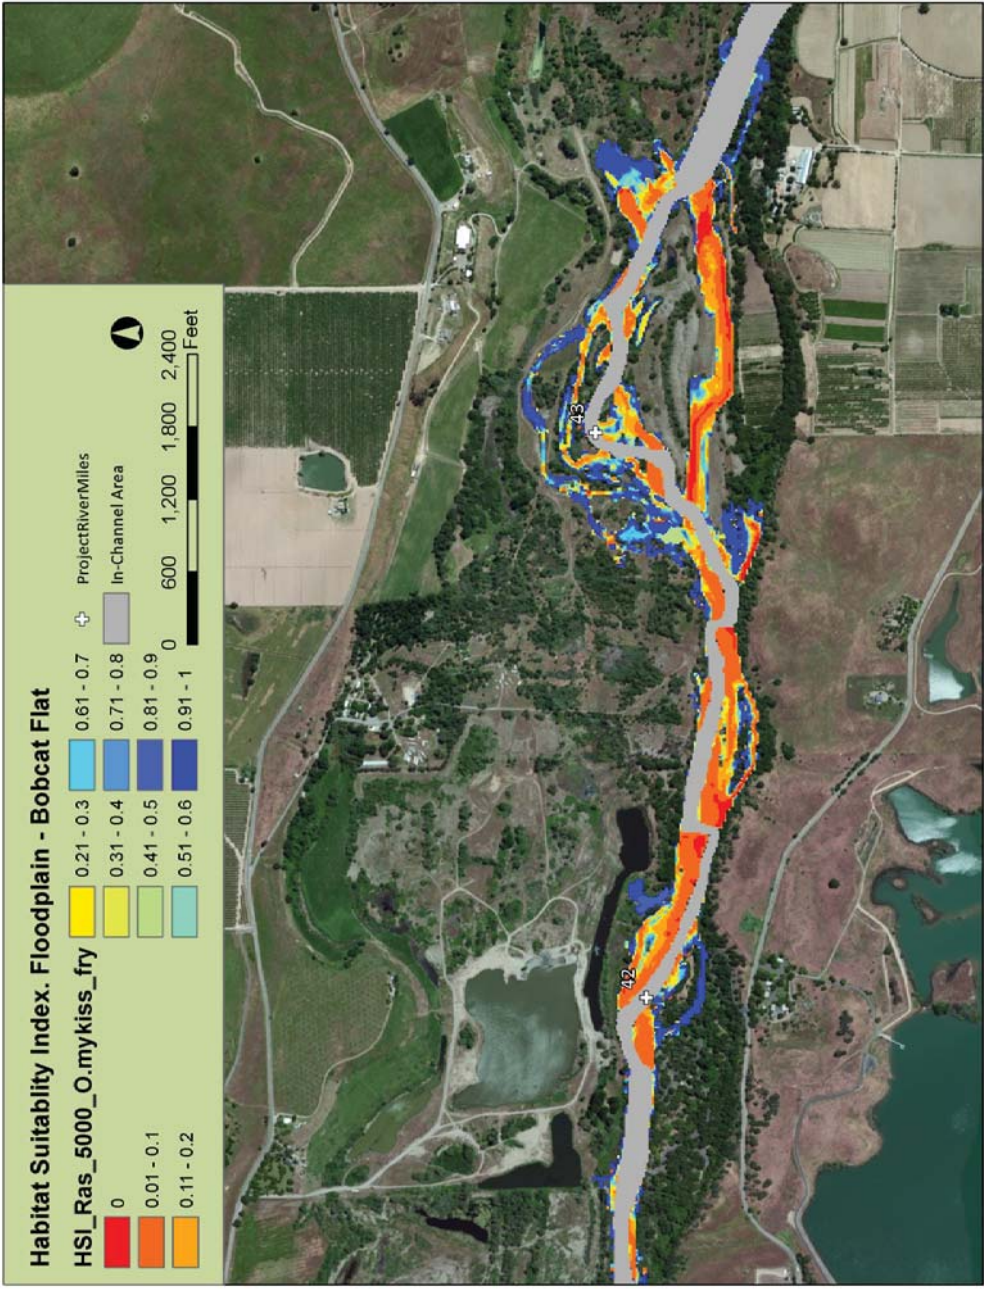 Habitat Suitablity Index. Floodplain - Bobcat Flat
HSI_Ras_5000_O.mykiss_fry
0
0.01 - 0.1
0.11 - 0.2
0.21 - 0.3
0.31 - 0.4
0.41 - 0.5
0.51 - 0.6
0.61 - 0.7
0.71 - 0.8
0.81 - 0.9
0.91 - 1
ProjectRiverMiles
In-Channel Area
0 600 1,200 1,800 2,400
Feet
42
43